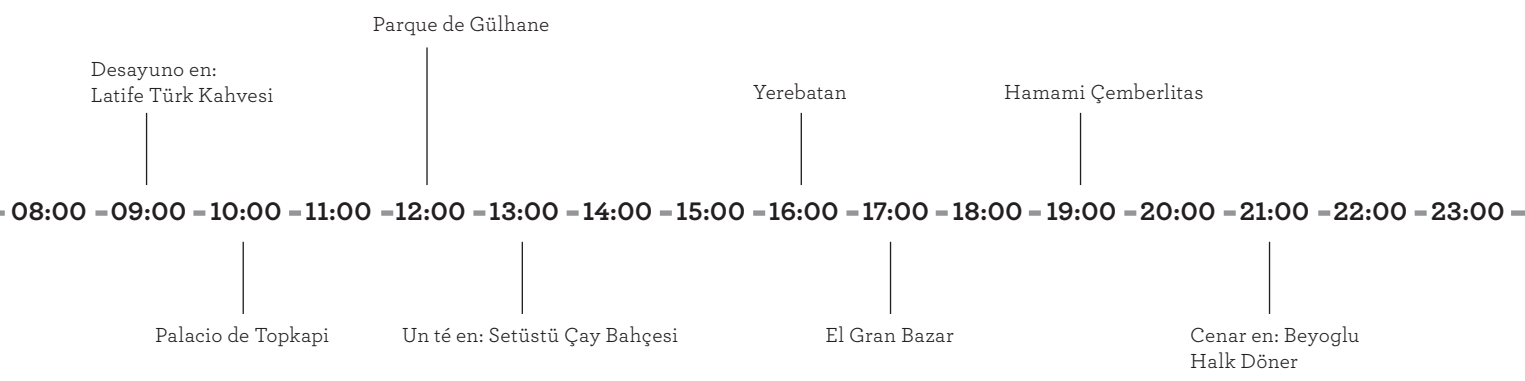 Parque de Gülhane
Desayuno en:
Latife Türk Kahvesi
Yerebatan
Hamami Çemberlitas
08:00 09:00 10:00 11:00 12:00 13:00 14:00 15:00 16:00 17:00 18:00 19:00 20:00 21:00 22:00 23:00
Palacio de Topkapi
Un té en: Setüstü Çay Bahçesi
El Gran Bazar
Cenar en: Beyoglu
Halk Döner